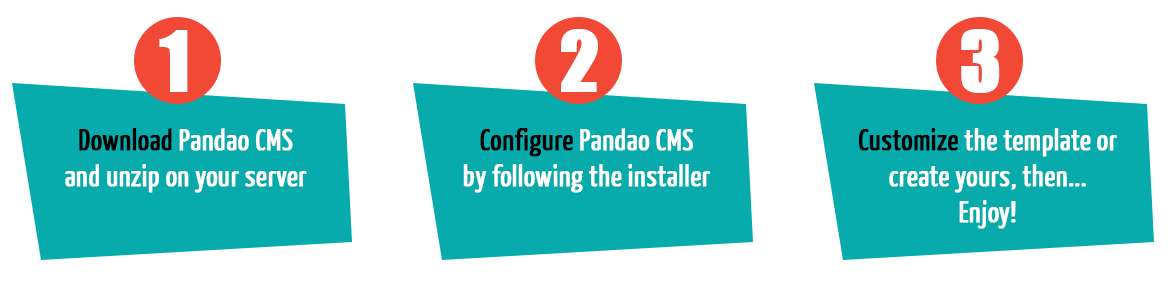 1
Download Pandao CMS
and unzip on your server
2
Configure Pandao CMS
by following the installer
3
Customize the template or
create yours, then...
Enjoy!